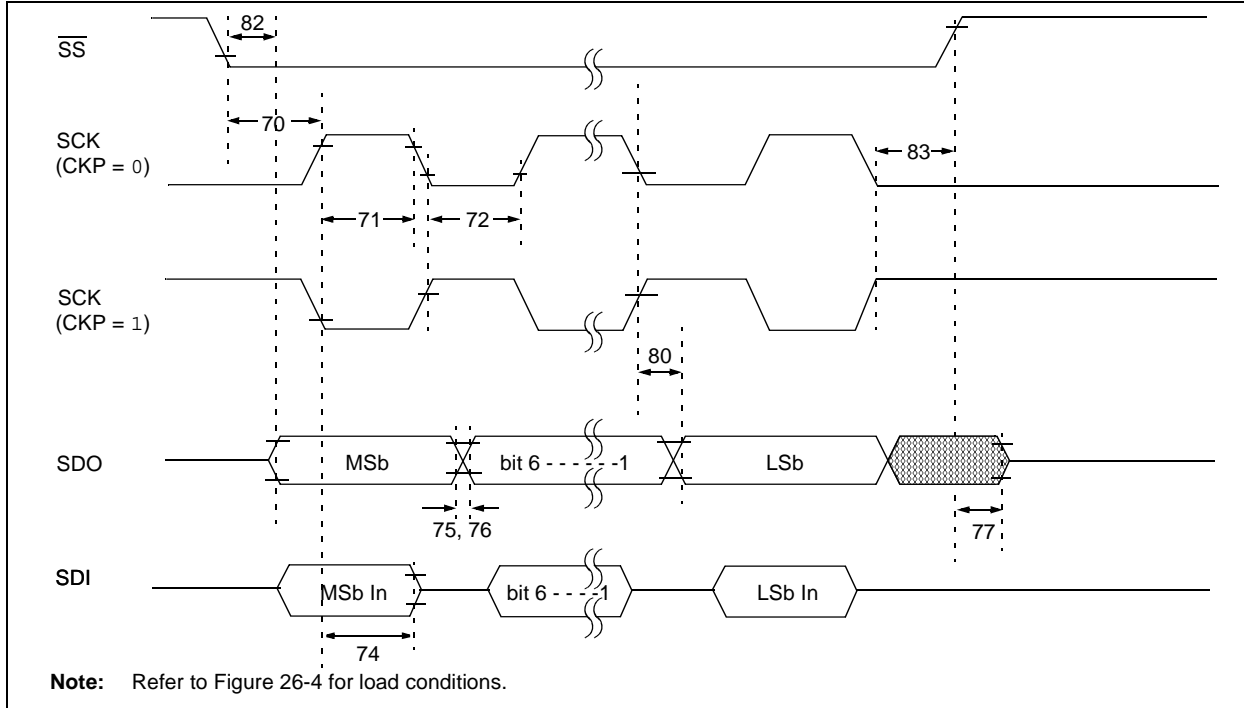 82
SS
70
SCK
(CKP = 0)
83
71
72
SCK
(CKP = 1)
80
SDO
MSb
bit 6 - - - - - -1
LSb
75, 76
77
SDI
MSb In
bit 6 - - - -1
LSb In
74
Note: Refer to Figure 26-4 for load conditions.